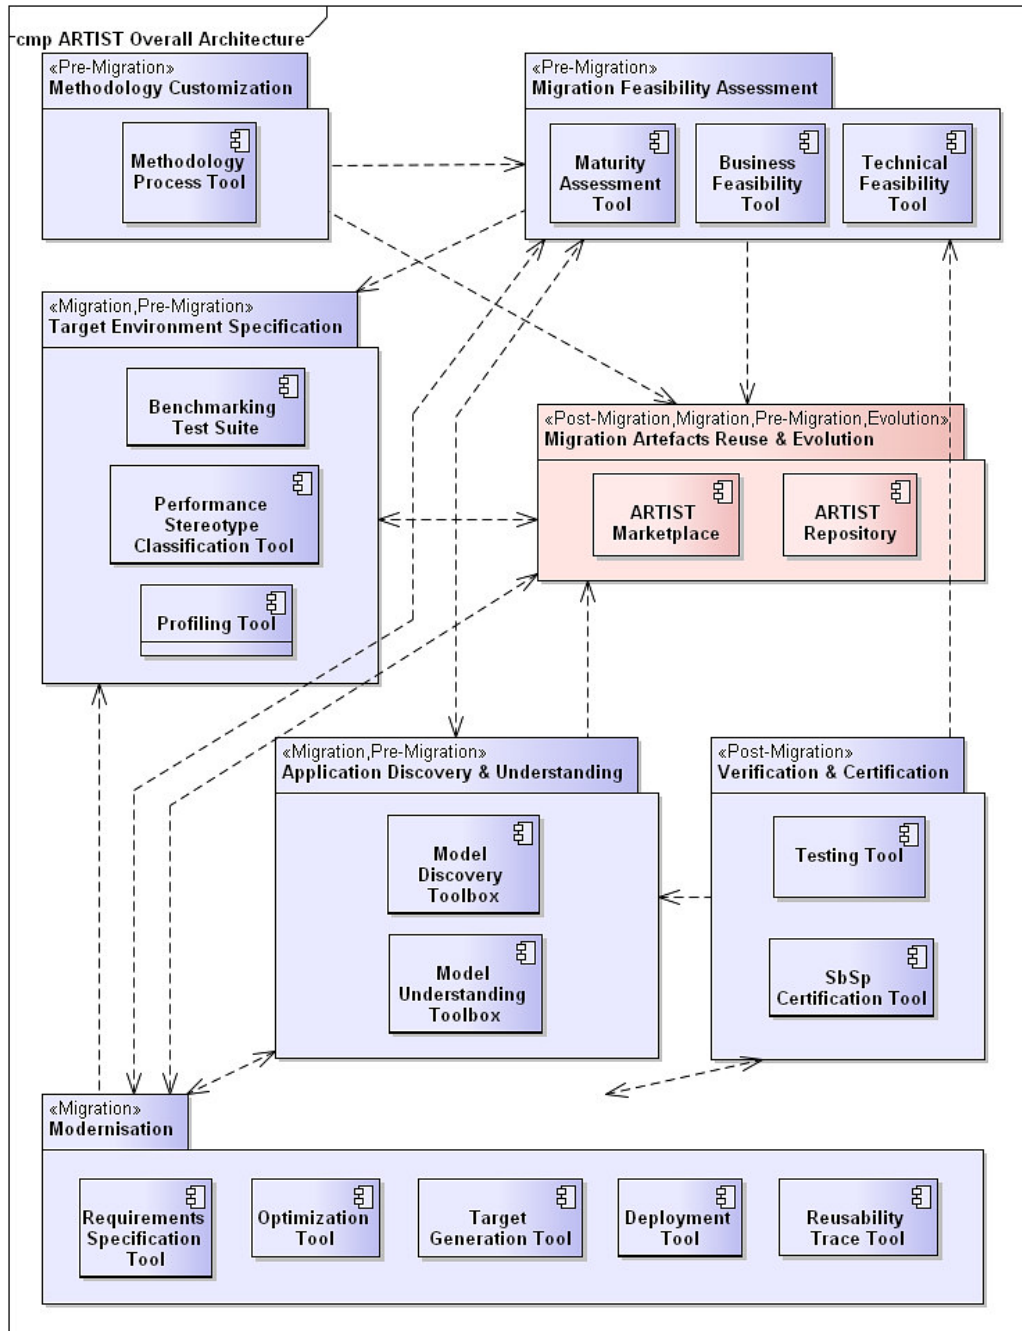 cmp ARTIST Overall Architecture
«Pre-Migration»
Methodology Customization
Methodology
Process Tool
«Pre-Migration»
Migration Feasibility Assessment
Maturity
Assessment
Tool
Business
Feasibility
Tool
Technical
Feasibility
Tool
«Migration,Pre-Migration»
Target Environment Specification
Benchmarking
Test Suite
Performance
Stereotype
Classification Tool
Profiling Tool
«Post-Migration,Migration,Pre-Migration,Evolution»
Migration Artefacts Reuse & Evolution
ARTIST
Marketplace
ARTIST
Repository
«Migration,Pre-Migration»
Application Discovery & Understanding
Model
Discovery
Toolbox
Model
Understanding
Toolbox
«Post-Migration»
Verification & Certification
Testing Tool
SbSp
Certification Tool
«Migration»
Modernisation
Requirements
Specification
Tool
Optimization
Tool
Target
Generation Tool
Deployment
Tool
Reusability
Trace Tool